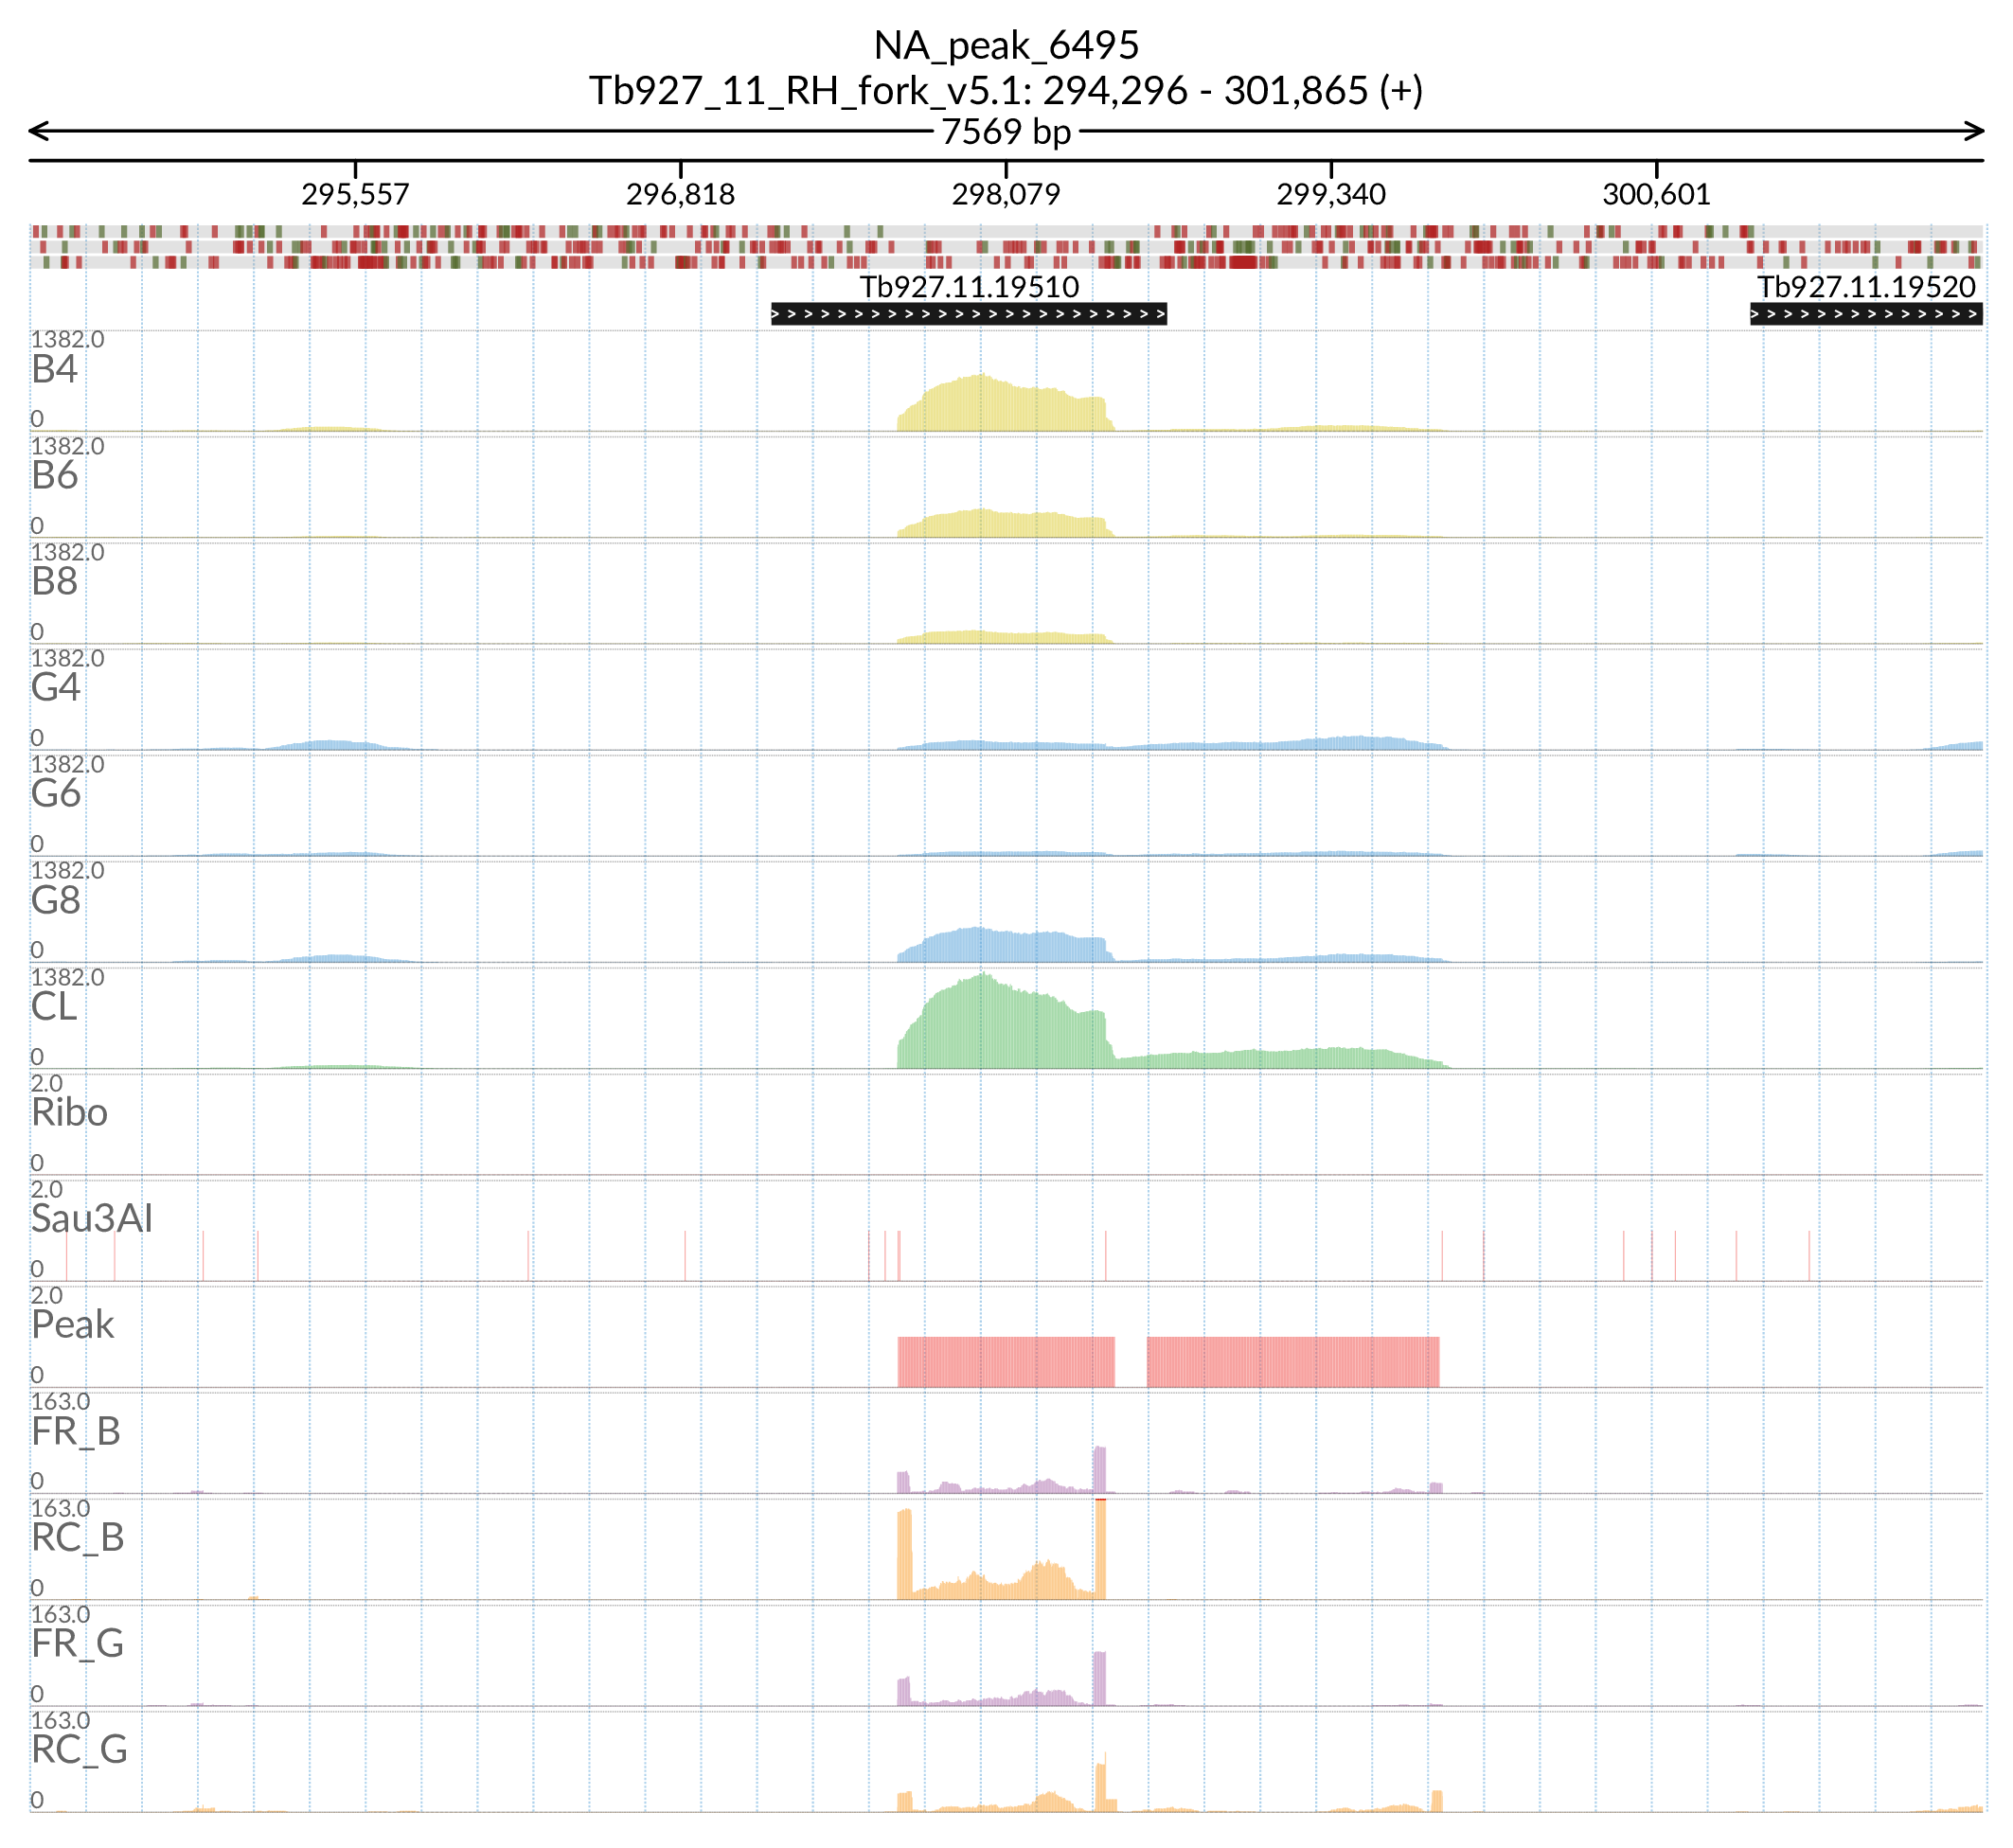 NA_peak_6495
Tb927_11_RH_fork_v5.1: 294,296 - 301,865 (+)
7569 bp
295,557 296,818 298,079 299,340 300,601
Tb927.11.19510 Tb927.11.19520
1382.0
B4
0
1382.0
B6
0
1382.0
B8
0
1382.0
G4
0
1382.0
G6
0
1382.0
G8
0
1382.0
CL
0
2.0
Ribo
0
2.0
Sau3AI
0
2.0
Peak
0
163.0
FR_B
0
163.0
RC_B
0
163.0
FR_G
0
163.0
RC_G
0